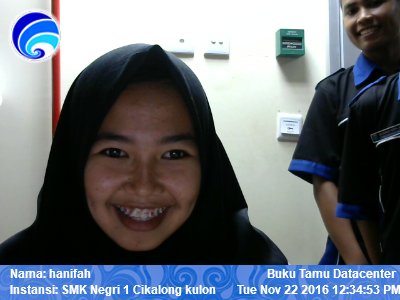 Nama: hanifah
Buku Tamu Datacenter
Instansi: SMK Negri 1 Cikalong kulon
Tue Nov 22 2016 12:34:53 PM